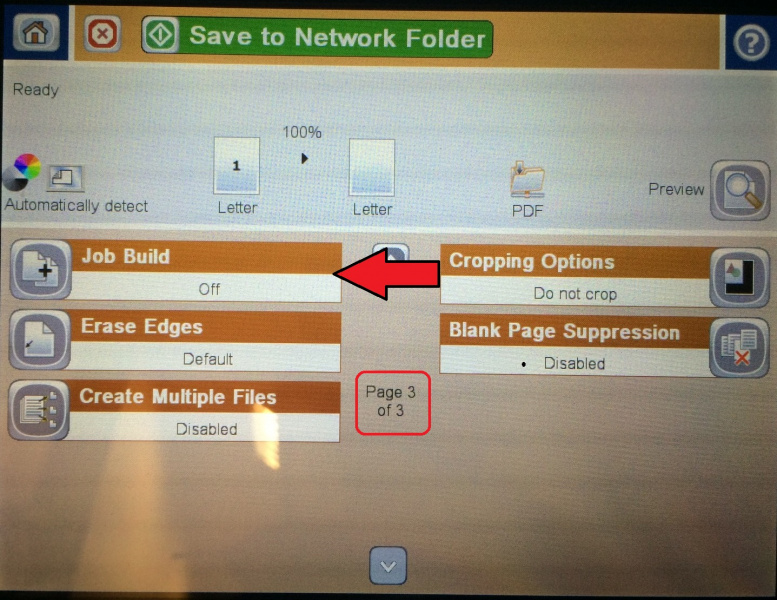 Save to Network Folder
?
Ready
100%
1
Automatically detect
Letter
Letter
PDF
Preview
Job Build
Off
Cropping Options
Do not crop
Erase Edges
Default
Blank Page Suppression
• Disabled
Create Multiple Files
Disabled
Page 3
of 3